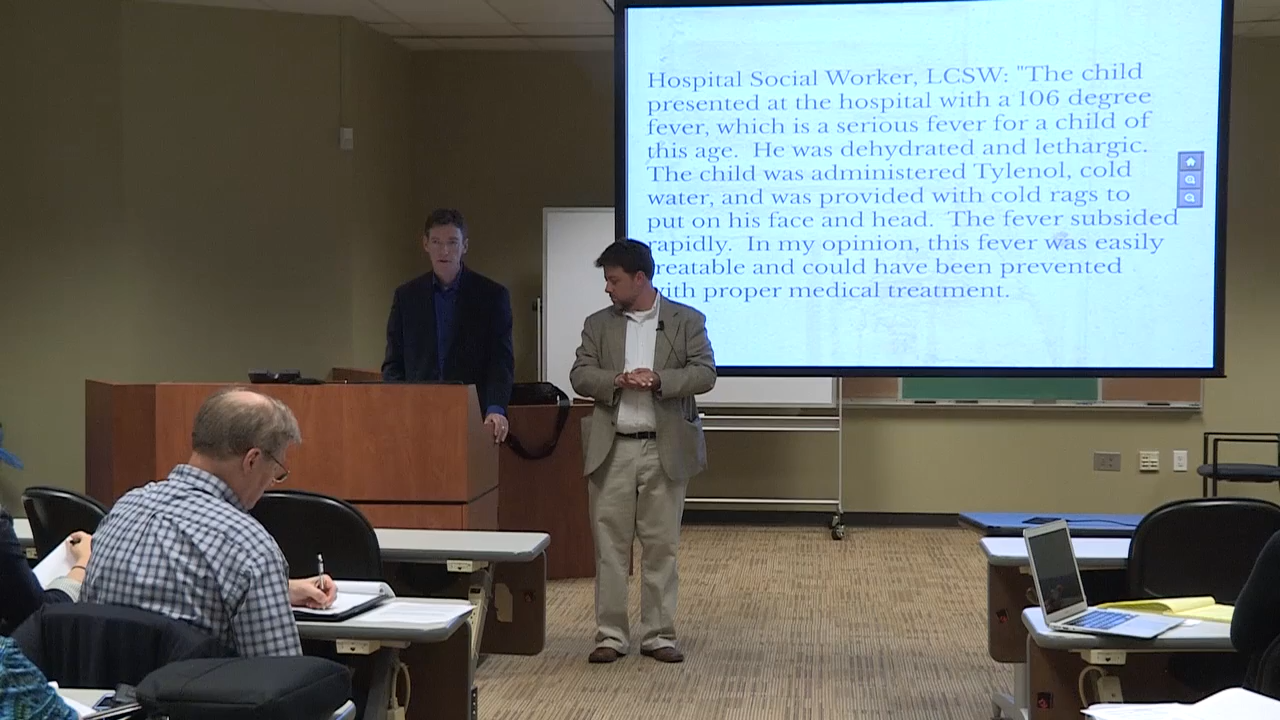 Hospital Social Worker, LCSW: "The child
presented at the hospital with a 106 degree
fever, which is a serious fever for a child of
this age.  He was dehydrated and lethargic.
The child was administered Tylenol, cold
water, and was provided with cold rags to
put on his face and head.  The fever subsided
rapidly.  In my opinion, this fever was easily
reatable and could have been prevented
with proper medical treatment.